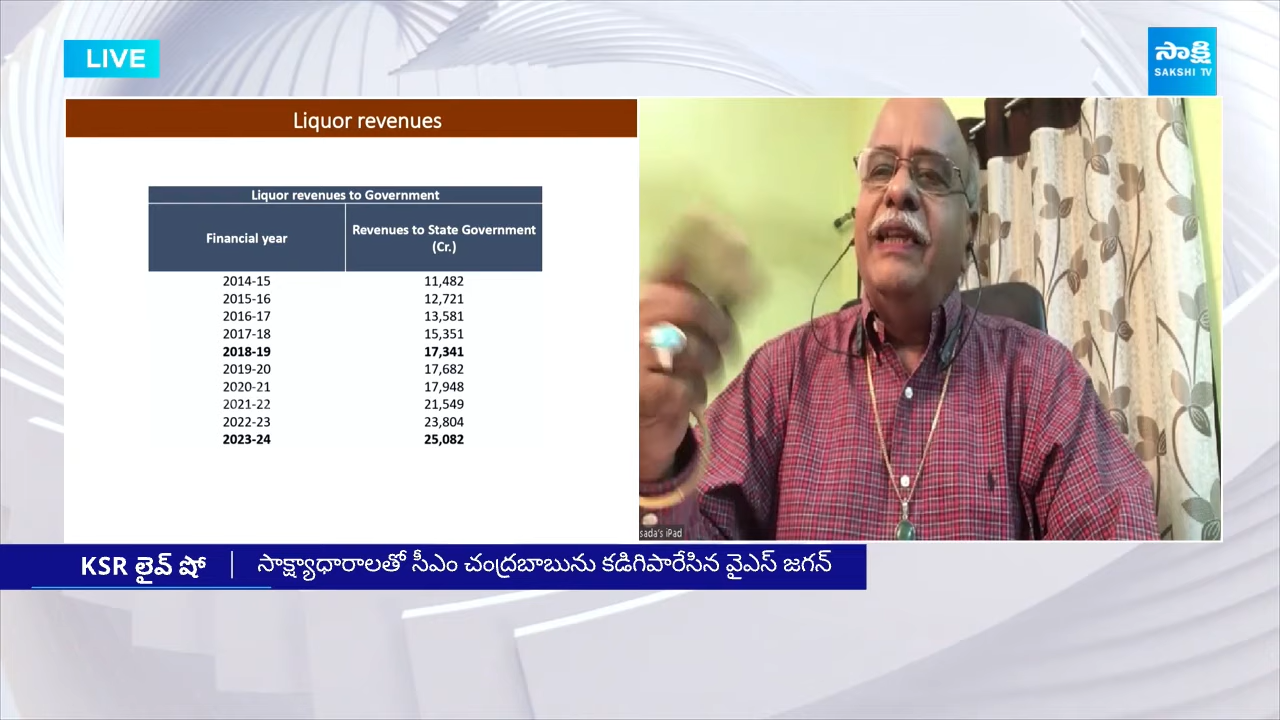 LIVE
సాక్షి
SAKSHI TV
Liquor revenues
Liquor revenues to Government
Financial year
Revenues to State Government
(Cr.)
2014-15 11,482
2015-16 12,721
2016-17 13,581
2017-18 15,351
2018-19 17,341
2019-20 17,682
2020-21 17,948
2021-22 21,549
2022-23 23,804
2023-24 25,082
sada's iPad
KSR లైవ్ షో | సాక్ష్యాధారాలతో సీఎం చంద్రబాబును కడిగిపారేసిన వైఎస్ జగన్